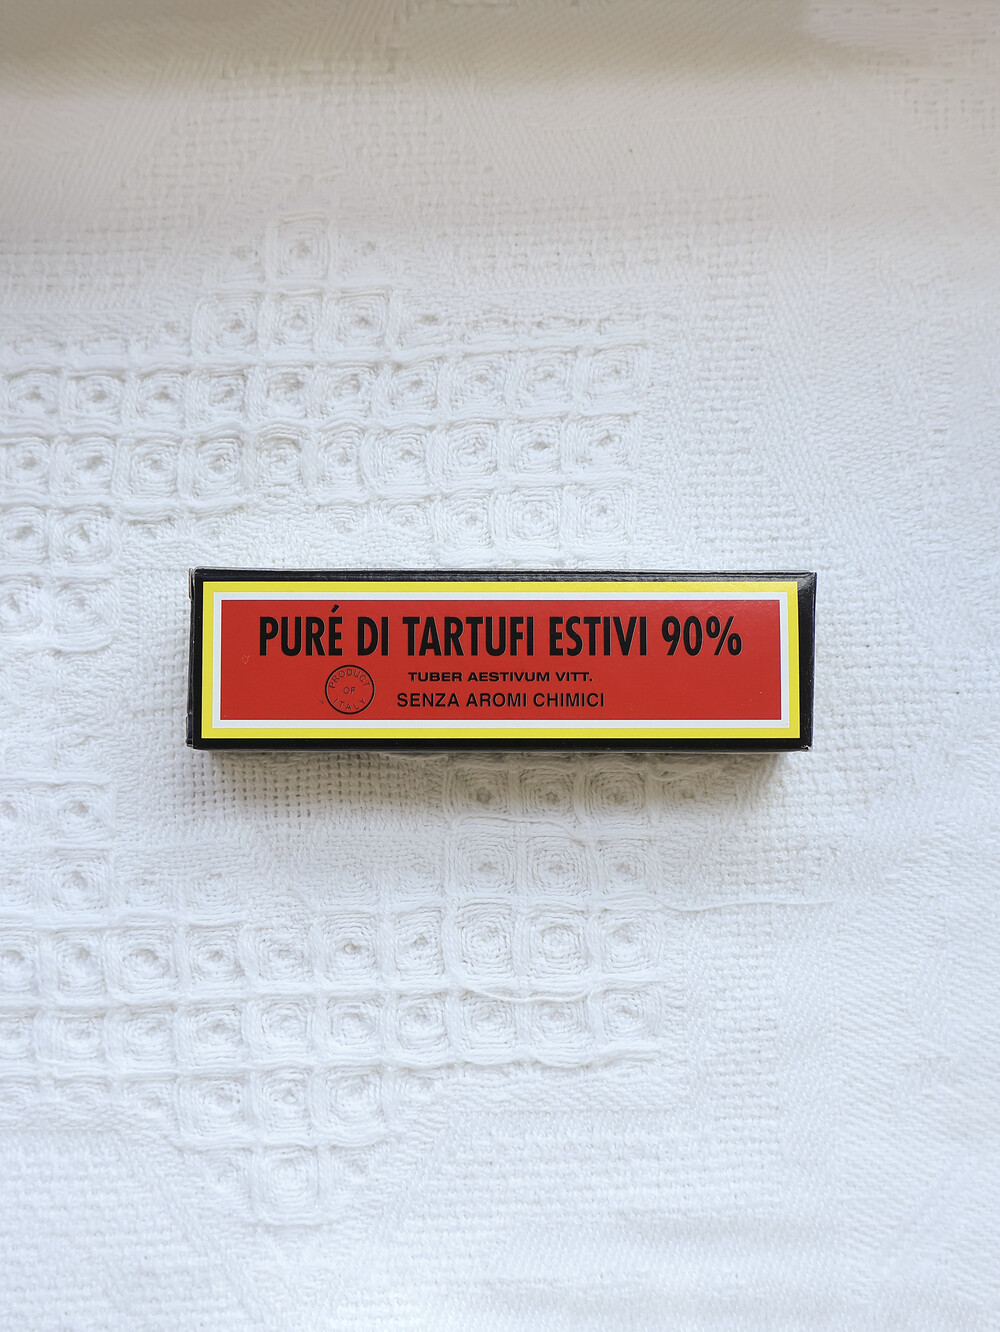 PURÉ DI TARTUFI ESTIVI 90%
TUBER AESTIVUM VITT.
SENZA AROMI CHIMICI
PRODUCT
OF
ITALY